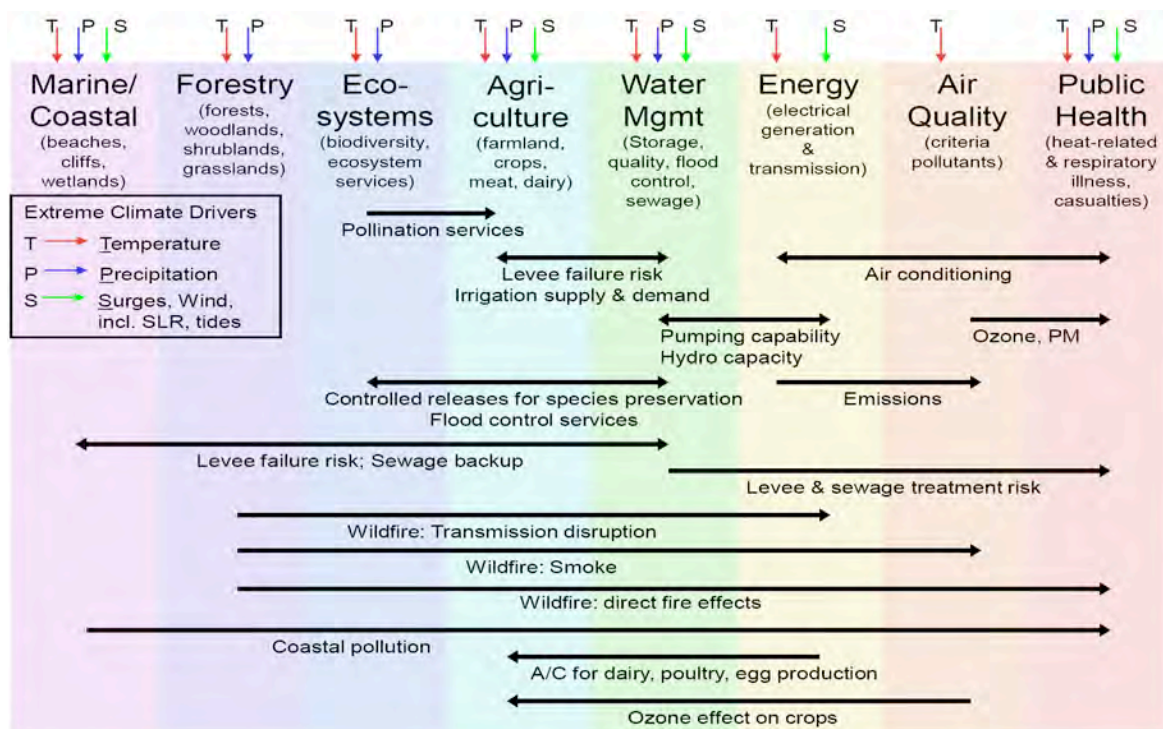 T P S
T P
T P
T P S
T P S
T S
T
T P S
Marine/
Coastal
(beaches,
cliffs,
wetlands)
Forestry
(forests,
woodlands,
shrublands,
grasslands)
Eco-
systems
(biodiversity,
ecosystem
services)
Agri-
culture
(farmland,
crops,
meat, dairy)
Water
Mgmt
(Storage,
quality, flood
control,
sewage)
Energy
(electrical
generation
&
transmission)
Air
Quality
(criteria
pollutants)
Public
Health
(heat-related
& respiratory
illness,
casualties)
Extreme Climate Drivers
T Temperature
P Precipitation
S Surges, Wind,
incl. SLR, tides
Pollination services
Levee failure risk
Irrigation supply & demand
Air conditioning
Pumping capability
Hydro capacity
Ozone, PM
Controlled releases for species preservation
Flood control services
Emissions
Levee failure risk; Sewage backup
Levee & sewage treatment risk
Wildfire: Transmission disruption
Wildfire: Smoke
Wildfire: direct fire effects
Coastal pollution
A/C for dairy, poultry, egg production
Ozone effect on crops